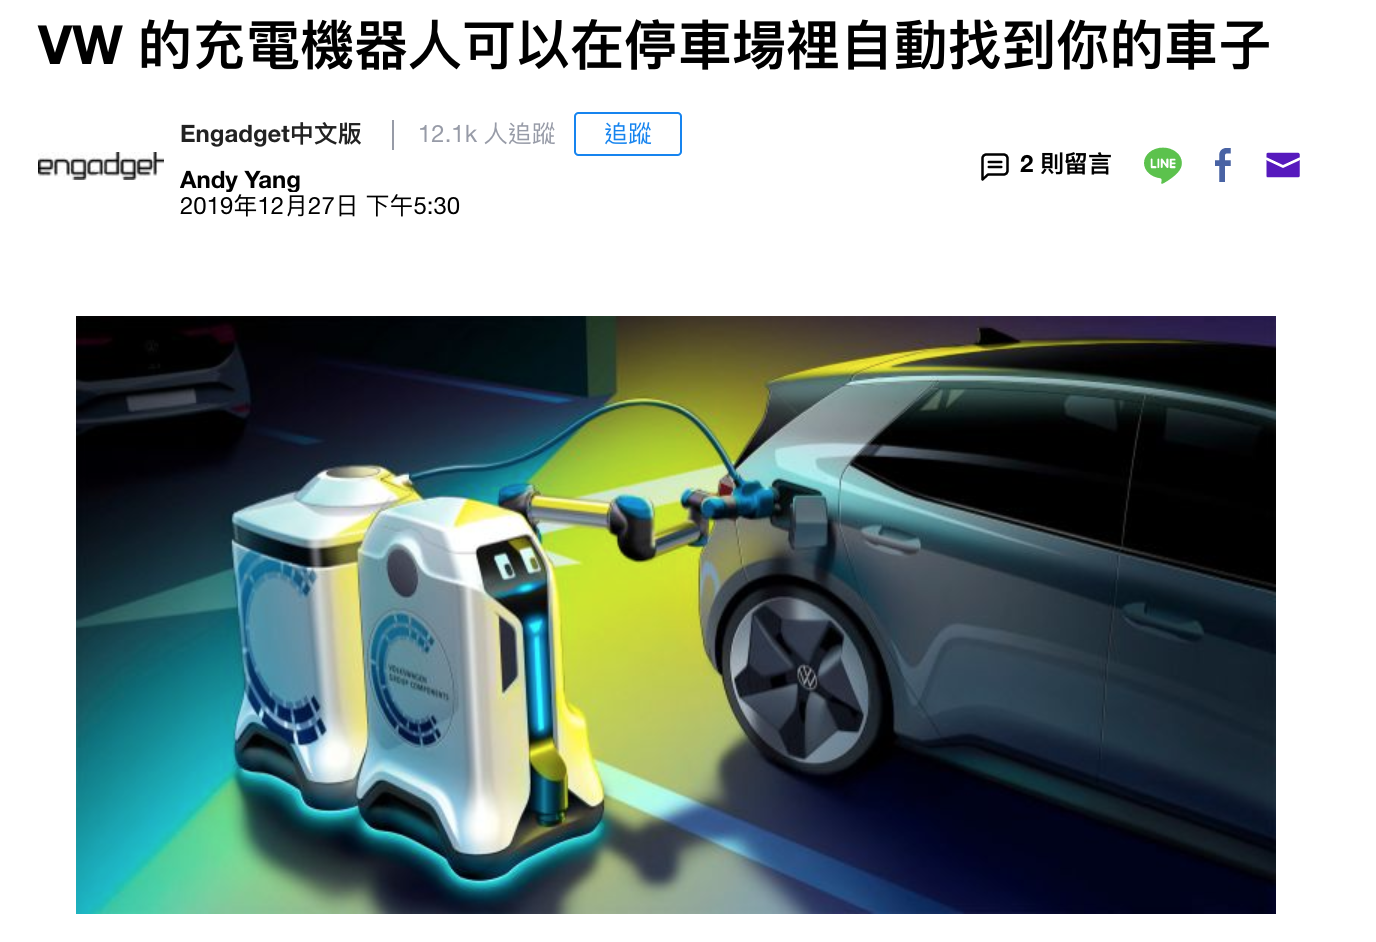 VW 的充電機器人可以在停車場裡自動找到你的車子
engadget
Engadget中文版
12.1k 人追蹤
追蹤
Andy Yang
2019年12月27日 下午5:30
2 則留言
LINE
VOLKSWAGEN
GROUP COMPONENTS